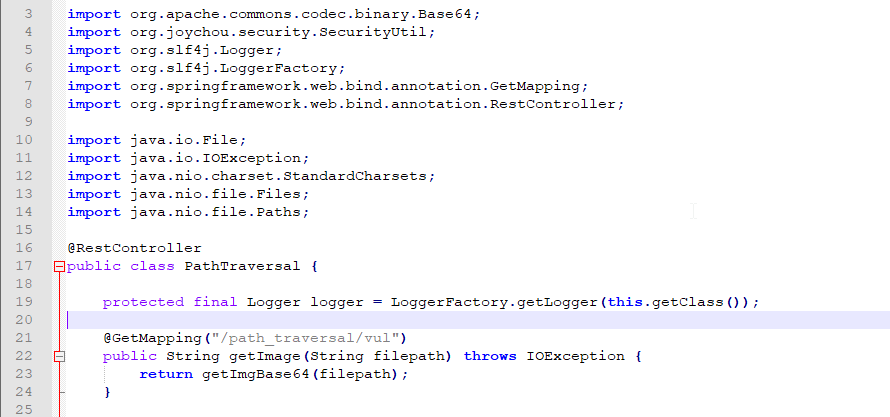 3 import org.apache.commons.codec.binary.Base64;
4 import org.joychou.security.SecurityUtil;
5 import org.slf4j.Logger;
6 import org.slf4j.LoggerFactory;
7 import org.springframework.web.bind.annotation.GetMapping;
8 import org.springframework.web.bind.annotation.RestController;
9
10 import java.io.File;
11 import java.io.IOException;
12 import java.nio.charset.StandardCharsets;
13 import java.nio.file.Files;
14 import java.nio.file.Paths;
15
16 @RestController
17 public class PathTraversal {
18
19     protected final Logger logger = LoggerFactory.getLogger(this.getClass());
20
21     @GetMapping("/path_traversal/vul")
22     public String getImage(String filepath) throws IOException {
23         return getImgBase64(filepath);
24     }
25